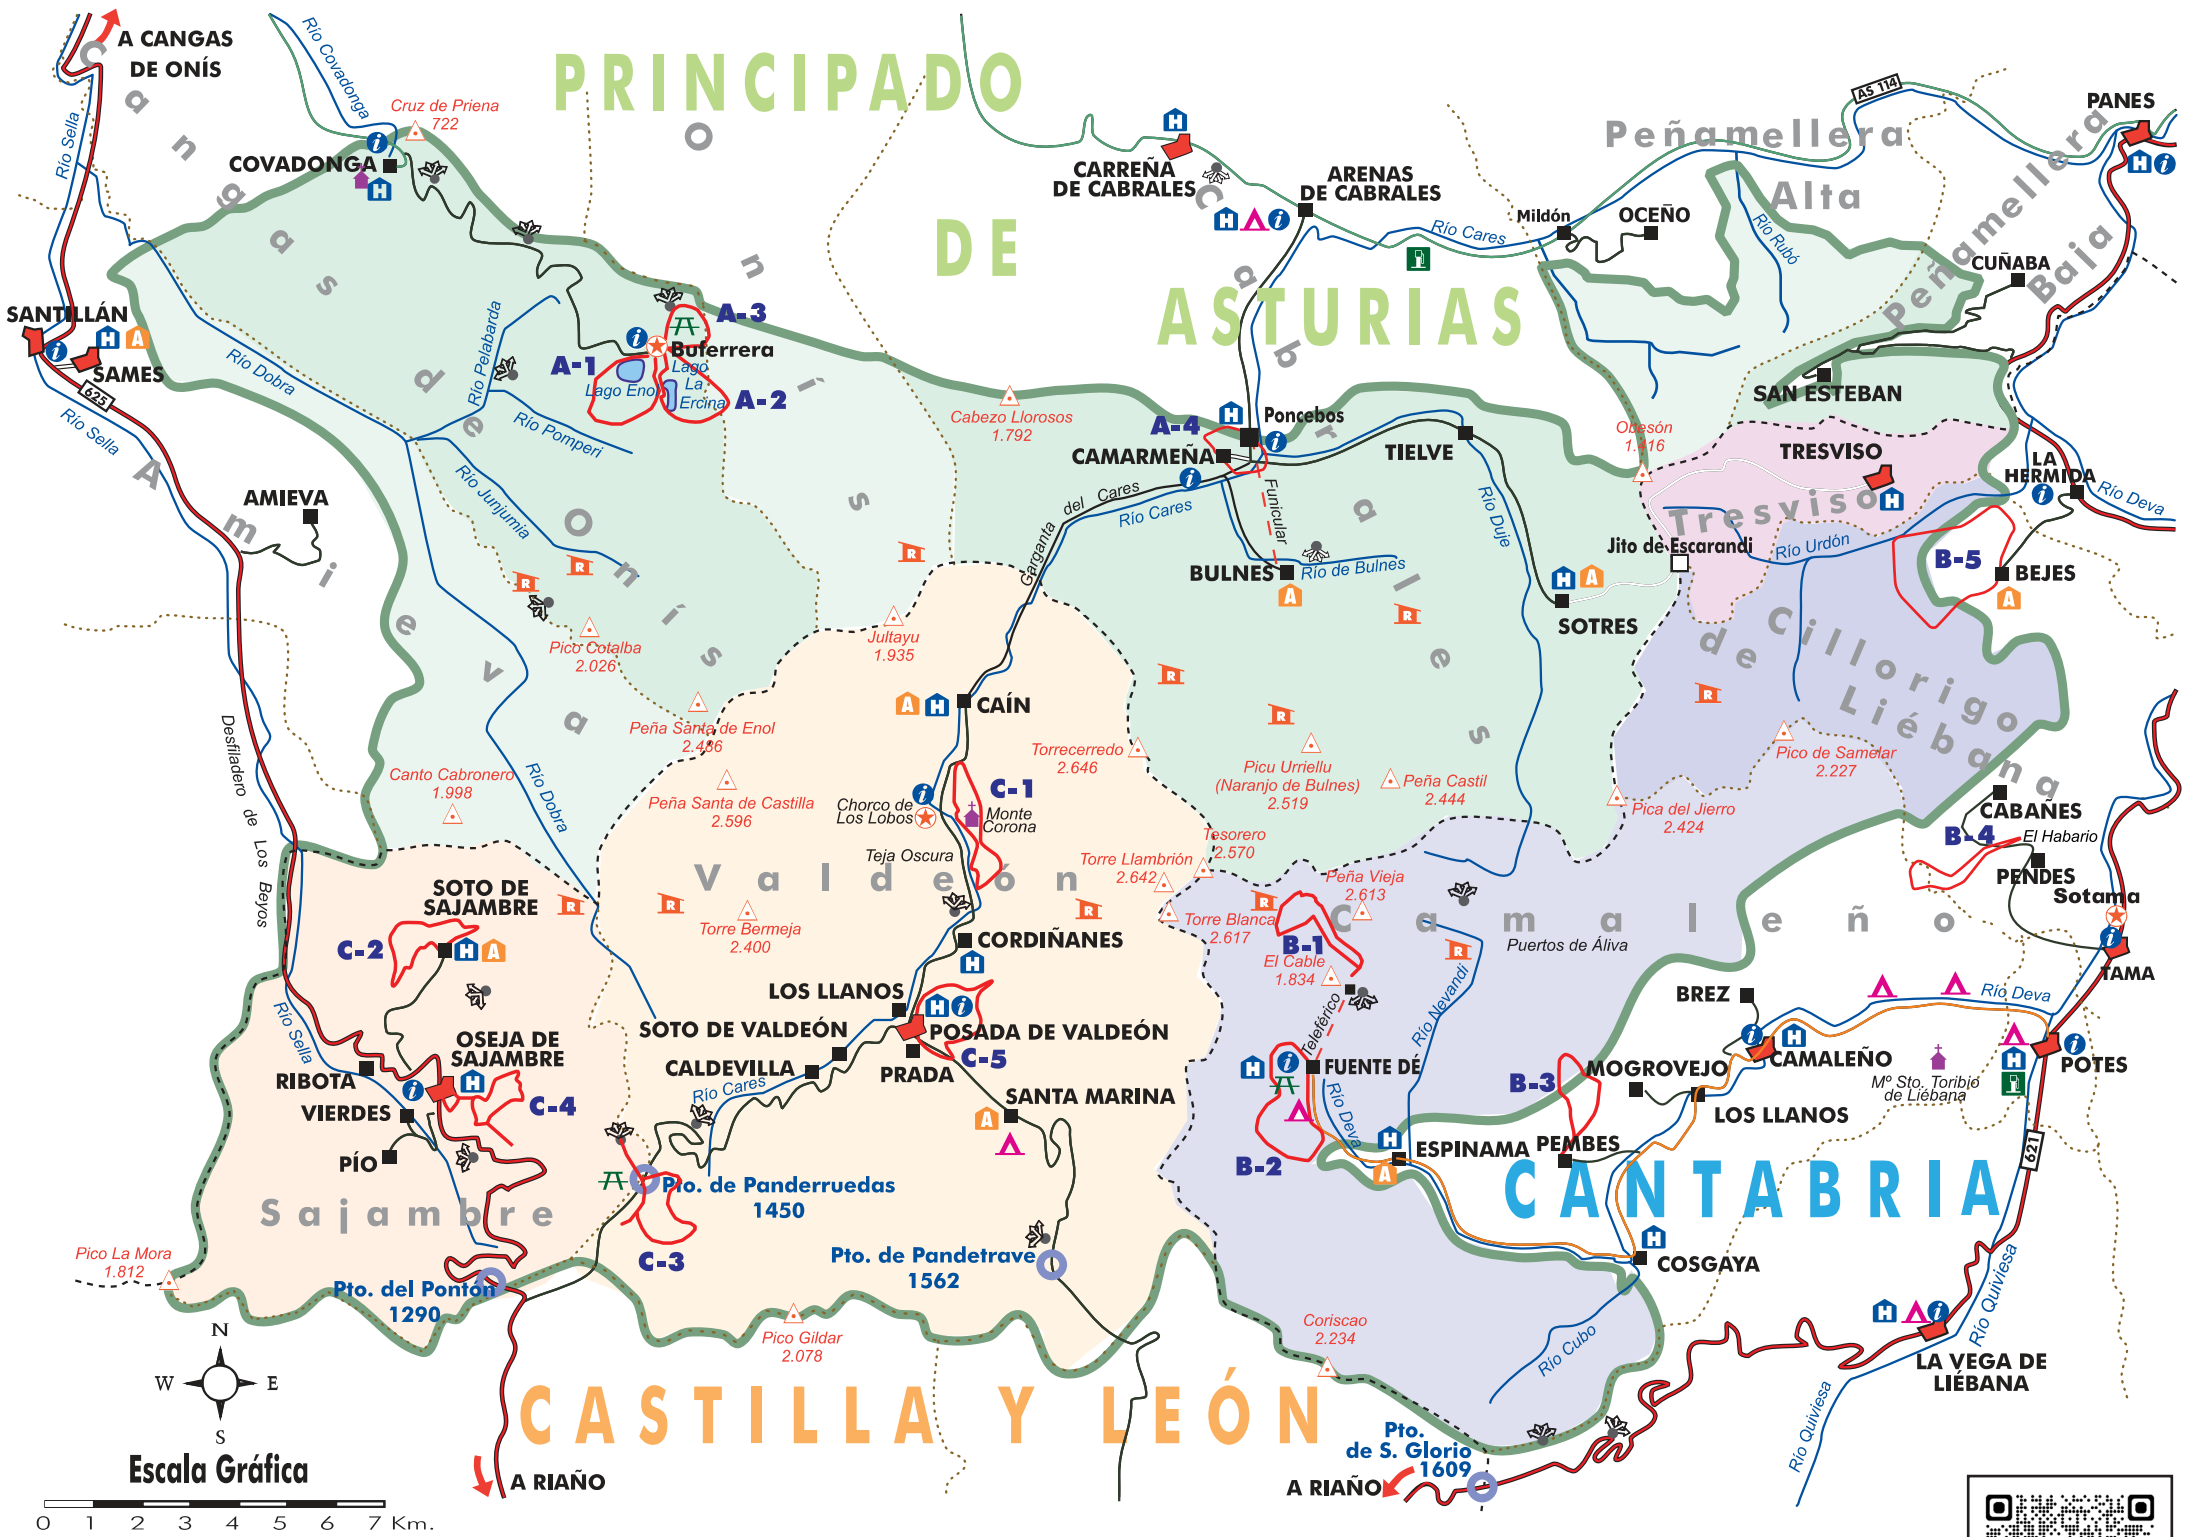 A CANGAS
DE ONÍS
PRINCIPADO
DE
ASTURIAS
Río Covadonga
Río Sella
Cruz de Priena
722
COVADONGA
Cangas de Onís
Onís
Cabrales
Peñamellera
Alta
Peñamellera
Baja
AS 114
PANES
CARREÑA
DE CABRALES
ARENAS
DE CABRALES
Río Cares
Mildón
OCEÑO
Río Rubó
CUÑABA
SANTILLÁN
SAMES
625
Río Sella
Río Dobra
Río Pelabarda
Río Pomperi
Río Junjumia
A-3
Buferrera
A-1
Lago Enol
Lago
La
Ercina
A-2
Cabezo Llorosos
1.792
A-4
Poncebos
CAMARMEÑA
TIELVE
Ocesón
1.416
SAN ESTEBAN
TRESVISO
Tresviso
LA
HERMIDA
Río Deva
AMIEVA
Amieva
Garganta del Cares
Río Cares
Funicular
Río Duje
BULNES
Río de Bulnes
Jito de Escarandi
Río Urdón
B-5
BEJES
SOTRES
Cillorigo
de
Liébana
Pico Cotalba
2.026
Jultayu
1.935
CAÍN
Peña Santa de Enol
2.486
Torrecerredo
2.646
Picu Urriellu
(Naranjo de Bulnes)
2.519
Peña Castil
2.444
Pico de Samelar
2.227
Pica del Jierro
2.424
Desfiladero de Los Beyos
Canto Cabronero
1.998
Río Dobra
Peña Santa de Castilla
2.596
C-1
Chorco de
Los Lobos
Monte
Corona
Teja Oscura
Valdeón
Tesorero
2.570
Torre Llambrión
2.642
Torre Blanca
2.617
Peña Vieja
2.613
CABAÑES
B-4
El Habario
PENDES
Sotama
TAMA
Camaleño
SOTO DE
SAJAMBRE
C-2
Torre Bermeja
2.400
CORDIÑANES
B-1
El Cable
1.834
Puertos de Áliva
Río Nevandi
BREZ
Río Deva
LOS LLANOS
SOTO DE VALDEÓN
POSADA DE VALDEÓN
CALDEVILLA
PRADA
C-5
Río Cares
Teleférico
FUENTE DÉ
MOGROVEJO
CAMALEÑO
B-3
LOS LLANOS
Mº Sto. Toribio
de Liébana
POTES
OSEJA DE
SAJAMBRE
RIBOTA
VIERDES
C-4
PÍO
Río Sella
SANTA MARINA
B-2
Río Deva
ESPINAMA
PEMBES
621
CANTABRIA
Sajambre
Pto. de Panderruedas
1450
C-3
Pto. de Pandetrave
1562
COSGAYA
Pico La Mora
1.812
Pto. del Pontón
1290
Pico Gildar
2.078
Coriscao
2.234
Río Cubo
Río Quiviesa
LA VEGA DE
LIÉBANA
Río Quiviesa
CASTILLA Y LEÓN
N
W
E
S
Escala Gráfica
0 1 2 3 4 5 6 7 Km.
A RIAÑO
Pto.
de S. Glorio
1609
A RIAÑO
R
R
R
R
R
R
R
R
R
R
R
R